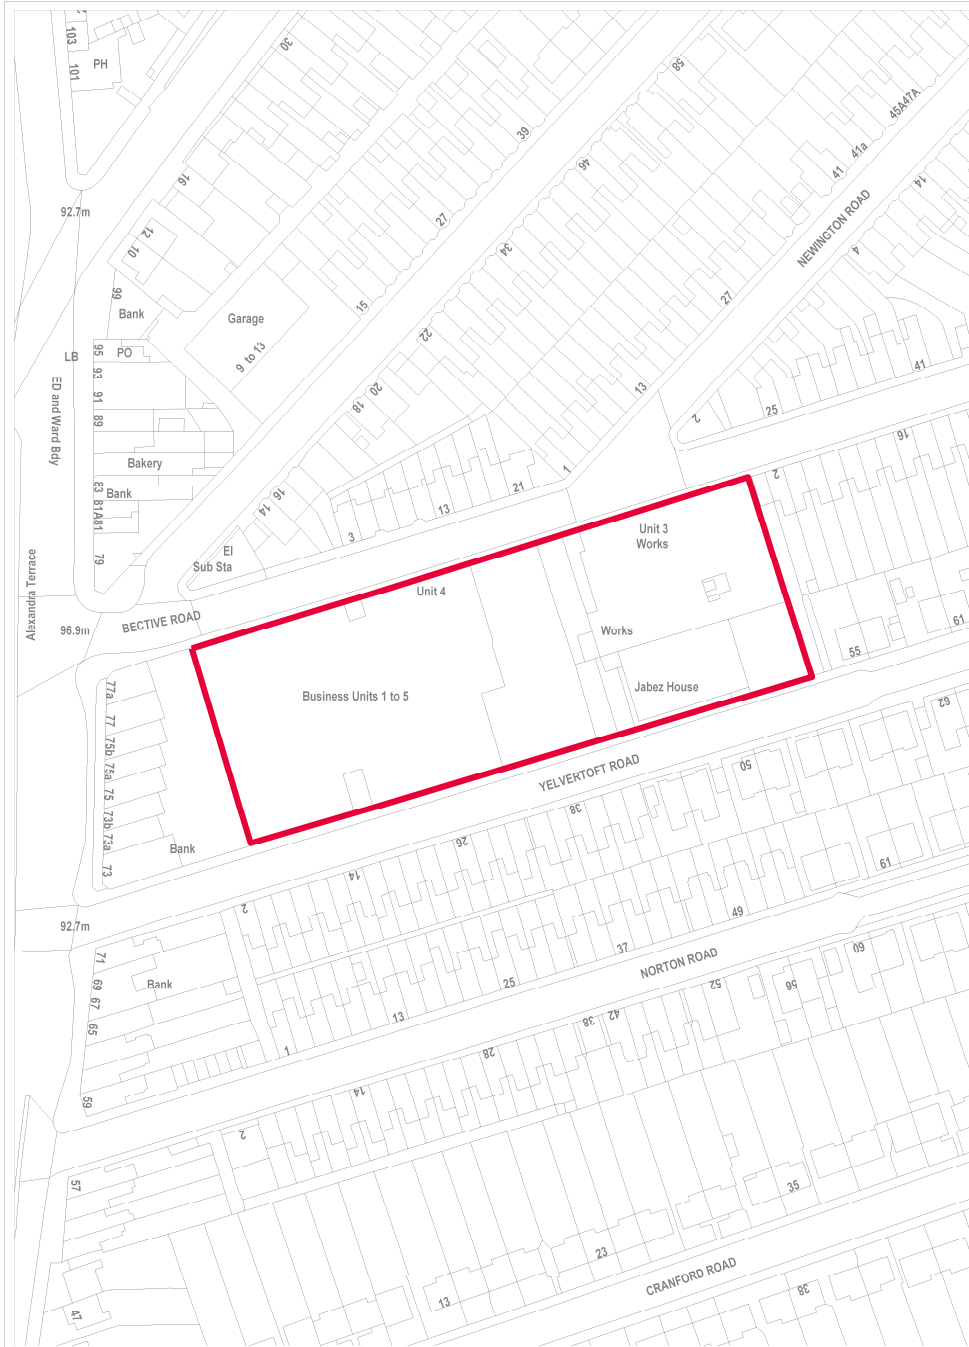 103
101
PH
30
58
39
46
45A47A
41a
41
14
16
92.7m
12
10
27
34
NEWINGTON ROAD
4
99
Bank
15
27
Garage
22
LB
95
PO
9 to 13
93
91
20
13
41
ED and Ward Bdy
89
18
2
25
Bakery
16
83
Bank
81A81
16
14
3
13
21
1
2
79
El
Sub Sta
Unit 3
Works
Unit 4
Alexandra Terrace
96.9m
BECTIVE ROAD
Works
61
55
77a
Business Units 1 to 5
Jabez House
62
77
75b
75a
YELVERTOFT ROAD
50
75
73b
73a
38
Bank
26
61
73
14
2
49
92.7m
37
71
NORTON ROAD
60
69
Bank
25
52
56
67
13
65
42
38
1
28
59
14
2
57
35
23
CRANFORD ROAD
13
38
47